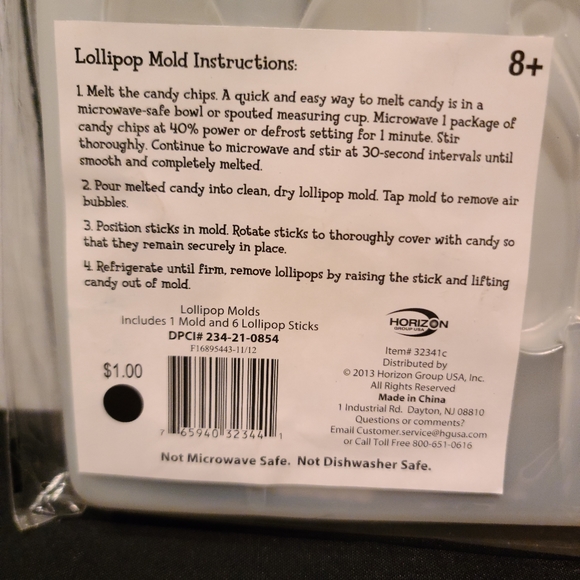 Lollipop Mold Instructions:
8+
1. Melt the candy chips. A quick and easy way to melt candy is in a
microwave-safe bowl or spouted measuring cup. Microwave 1 package of
candy chips at 40% power or defrost setting for 1 minute. Stir
thoroughly. Continue to microwave and stir at 30-second intervals until
smooth and completely melted.
2. Pour melted candy into clean, dry lollipop mold. Tap mold to remove air
bubbles.
3. Position sticks in mold. Rotate sticks to thoroughly cover with candy so
that they remain securely in place.
4. Refrigerate until firm, remove lollipops by raising the stick and lifting
candy out of mold.
Lollipop Molds
Includes 1 Mold and 6 Lollipop Sticks
DPCI# 234-21-0854
F16895443-11/12
$1.00
7 65940 32344 1
HORIZON
GROUP USA
Item# 32341c
Distributed by
© 2013 Horizon Group USA, Inc.
All Rights Reserved
Made in China
1 Industrial Rd. Dayton, NJ 08810
Questions or comments?
Email Customer.service@hgusa.com
or Call Toll Free 800-651-0616
Not Microwave Safe. Not Dishwasher Safe.